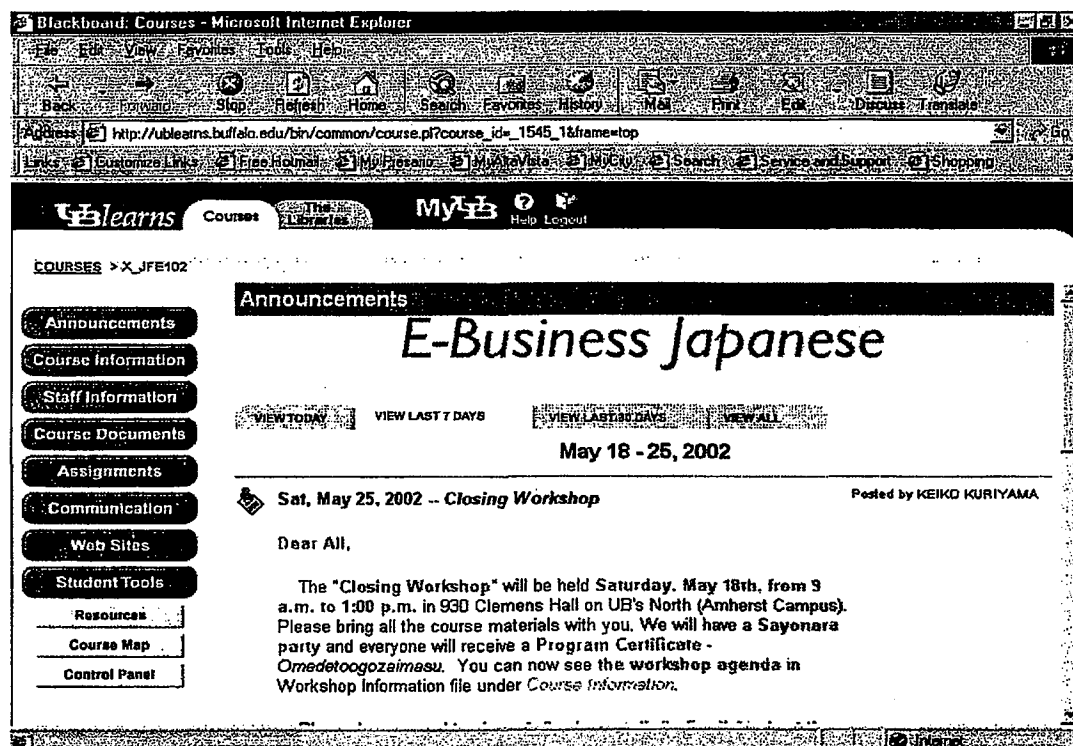 Blackboard: Courses - Microsoft Internet Explorer
File Edit View Favorites Tools Help
Back Forward Stop Refresh Home Search Favorites History Mail Print Edit Discuss Translate
Address http://ublearns.buffalo.edu/bin/common/course.pl?course_id=_1545_1&frame=top Go
Links Customize Links Free Hotmail MyPresario MyAltaVista MyCity Search Service and Support Shopping
UBlearns Courses The Libraries MyUB Help Logout
COURSES > X_JFE102
Announcements
E-Business Japanese
Announcements
Course Information
Staff Information
Course Documents
Assignments
Communication
Web Sites
Student Tools
Resources
Course Map
Control Panel
VIEW TODAY VIEW LAST 7 DAYS VIEW LAST 30 DAYS VIEW ALL
May 18 - 25, 2002
Sat, May 25, 2002 -- Closing Workshop Posted by KEIKO KURIYAMA
Dear All,
The "Closing Workshop" will be held Saturday, May 18th, from 9
a.m. to 1:00 p.m. in 930 Clemens Hall on UB's North (Amherst Campus).
Please bring all the course materials with you. We will have a Sayonara
party and everyone will receive a Program Certificate -
Omedetoogozaimasu. You can now see the workshop agenda in
Workshop Information file under Course Information.
Internet